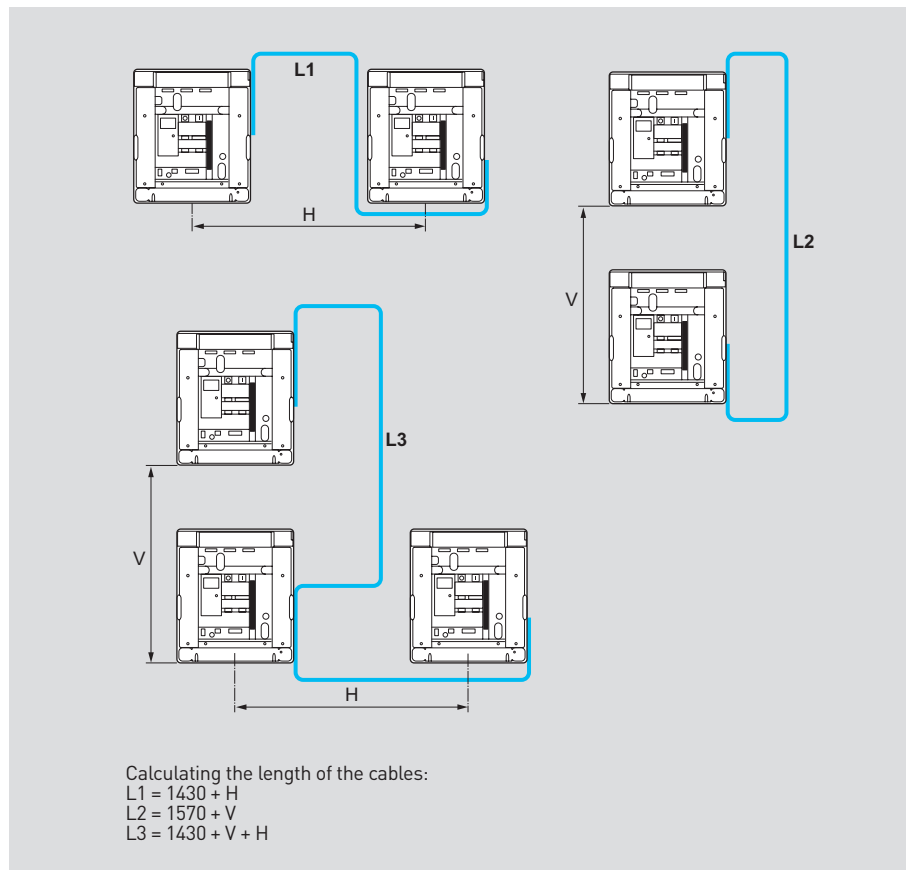 L1
H
L2
V
L3
V
H
Calculating the length of the cables:
L1 = 1430 + H
L2 = 1570 + V
L3 = 1430 + V + H